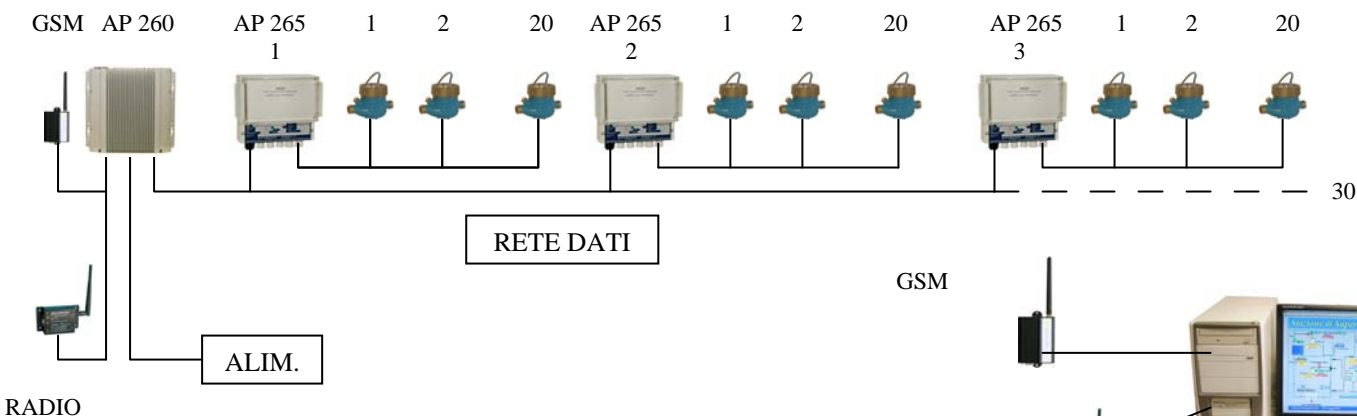 GSM AP 260 AP 265 1 2 20 AP 265 1 2 20 AP 265 1 2 20
1 2 3
30
RETE DATI
GSM
ALIM.
RADIO